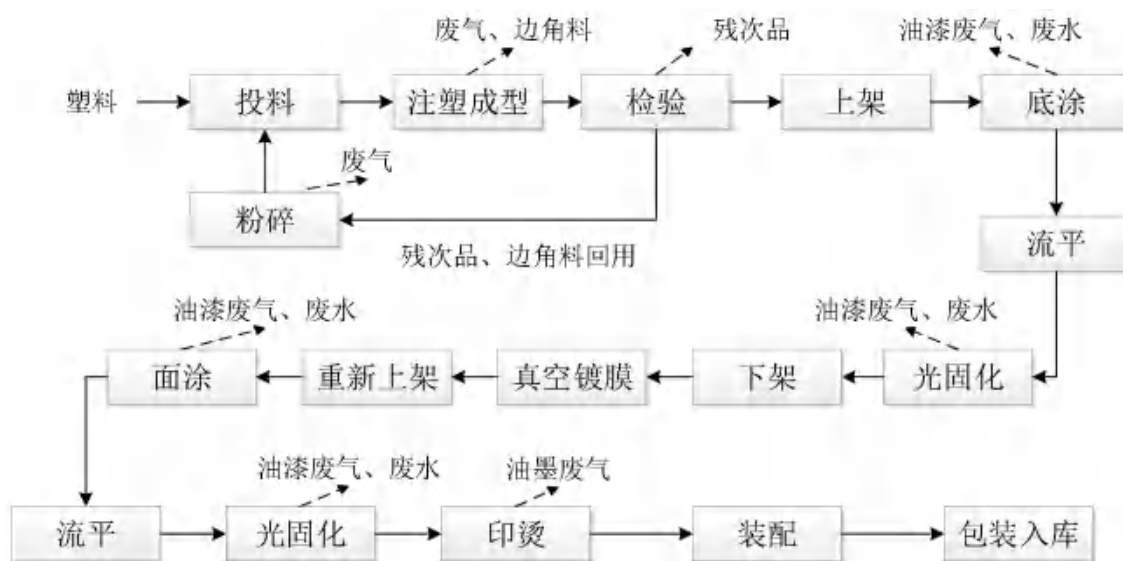 废气、边角料 残次品 油漆废气、废水
塑料 投料 注塑成型 检验 上架 底涂
废气
粉碎
流平
残次品、边角料回用
油漆废气、废水 油漆废气、废水
面涂 重新上架 真空镀膜 下架 光固化
油漆废气、废水 油墨废气
流平 光固化 印烫 装配 包装入库